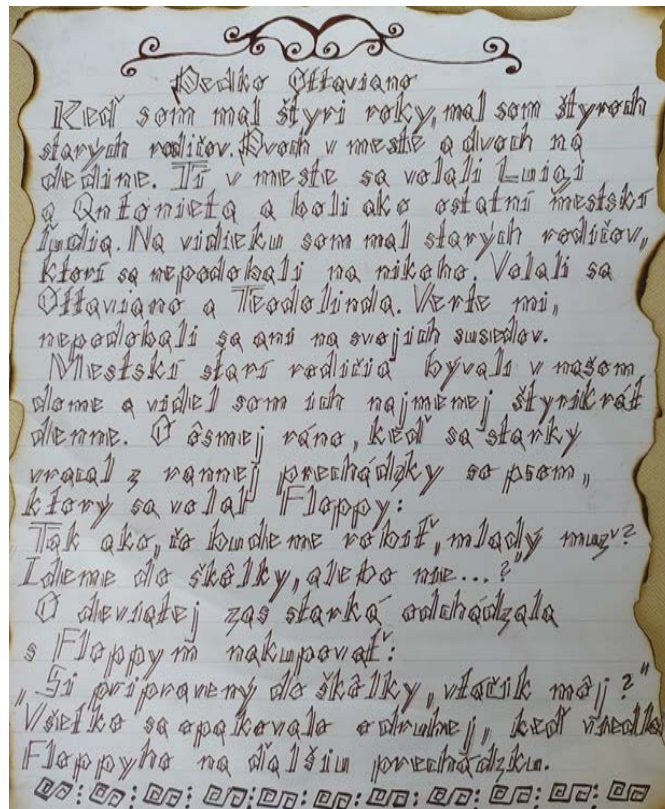 Dedko Ottaviano
Keď som mal štyri roky, mal som štyroch
starých rodičov. Dvoch v meste a dvoch na
dedine. Tí v meste sa volali Luigi
a Antonieta a boli ako ostatní mestskí
ľudia. Na vidieku som mal starých rodičov,
ktorí sa nepodobali na nikoho. Volali sa
Ottaviano a Teodolinda. Verte mi,
nepodobali sa ani na svojich susedov.
Mestskí starí rodičia bývali v našom
dome a videl som ich najmenej štyrikrát
denne. O ôsmej ráno, keď sa starký
vracal z rannej prechádzky so psom,
ktorý sa volal Floppy:
Tak ako, čo budeme robiť, mladý muž?
Ideme do škôlky, alebo nie...?"
O deviatej zas starká odchádzala
s Floppym nakupovať:
„Si pripravený do škôlky, vtáčik môj?"
Všetko sa opakovalo o druhej, keď viedla
Floppyho na ďalšiu prechádzku.